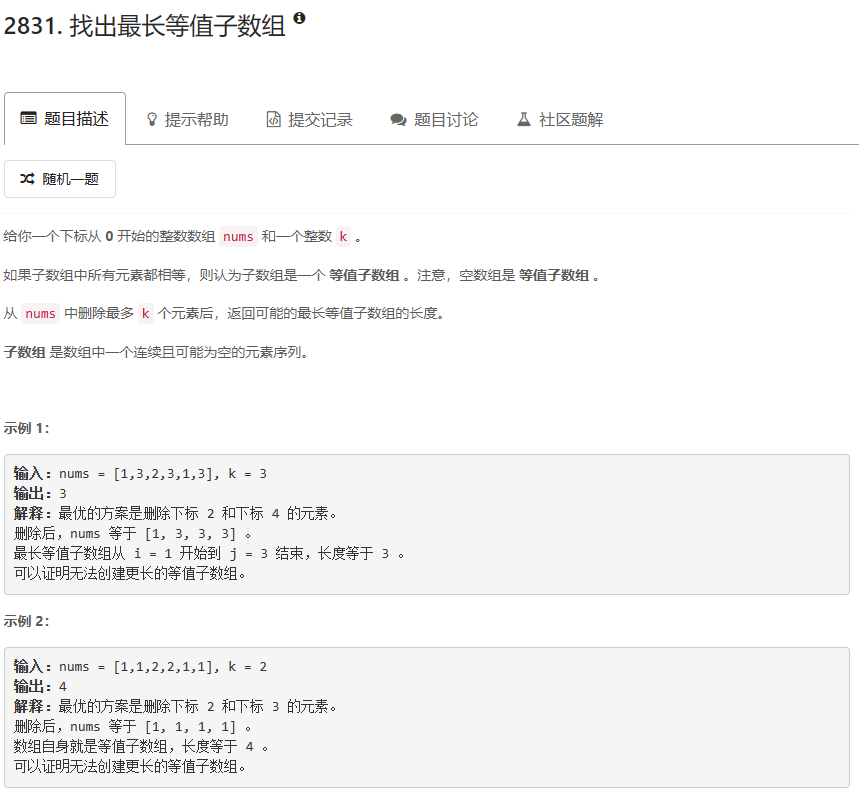 2831. 找出最长等值子数组
题目描述
提示帮助
提交记录
题目讨论
社区题解
随机一题
给你一个下标从 0 开始的整数数组 nums 和一个整数 k 。
如果子数组中所有元素都相等，则认为子数组是一个 等值子数组 。注意，空数组是 等值子数组 。
从 nums 中删除最多 k 个元素后，返回可能的最长等值子数组的长度。
子数组 是数组中一个连续且可能为空的元素序列。
示例 1：
输入：nums = [1,3,2,3,1,3], k = 3
输出：3
解释：最优的方案是删除下标 2 和下标 4 的元素。
删除后，nums 等于 [1, 3, 3, 3] 。
最长等值子数组从 i = 1 开始到 j = 3 结束，长度等于 3 。
可以证明无法创建更长的等值子数组。
示例 2：
输入：nums = [1,1,2,2,1,1], k = 2
输出：4
解释：最优的方案是删除下标 2 和下标 3 的元素。
删除后，nums 等于 [1, 1, 1, 1] 。
数组自身就是等值子数组，长度等于 4 。
可以证明无法创建更长的等值子数组。